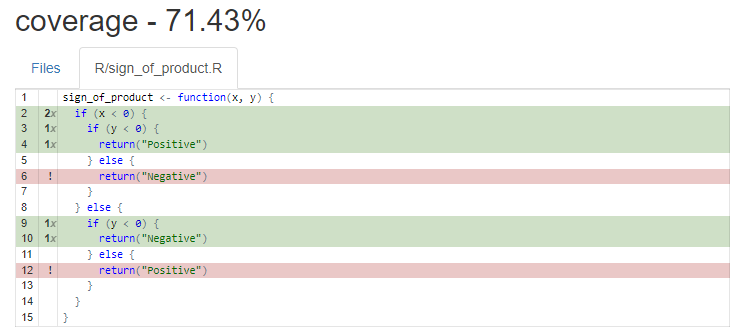 coverage - 71.43%
Files R/sign_of_product.R
1 sign_of_product <- function(x, y) {
2 2x if (x < 0) {
3 1x if (y < 0) {
4 1x return("Positive")
5 } else {
6 ! return("Negative")
7 }
8 } else {
9 1x if (y < 0) {
10 1x return("Negative")
11 } else {
12 ! return("Positive")
13 }
14 }
15 }